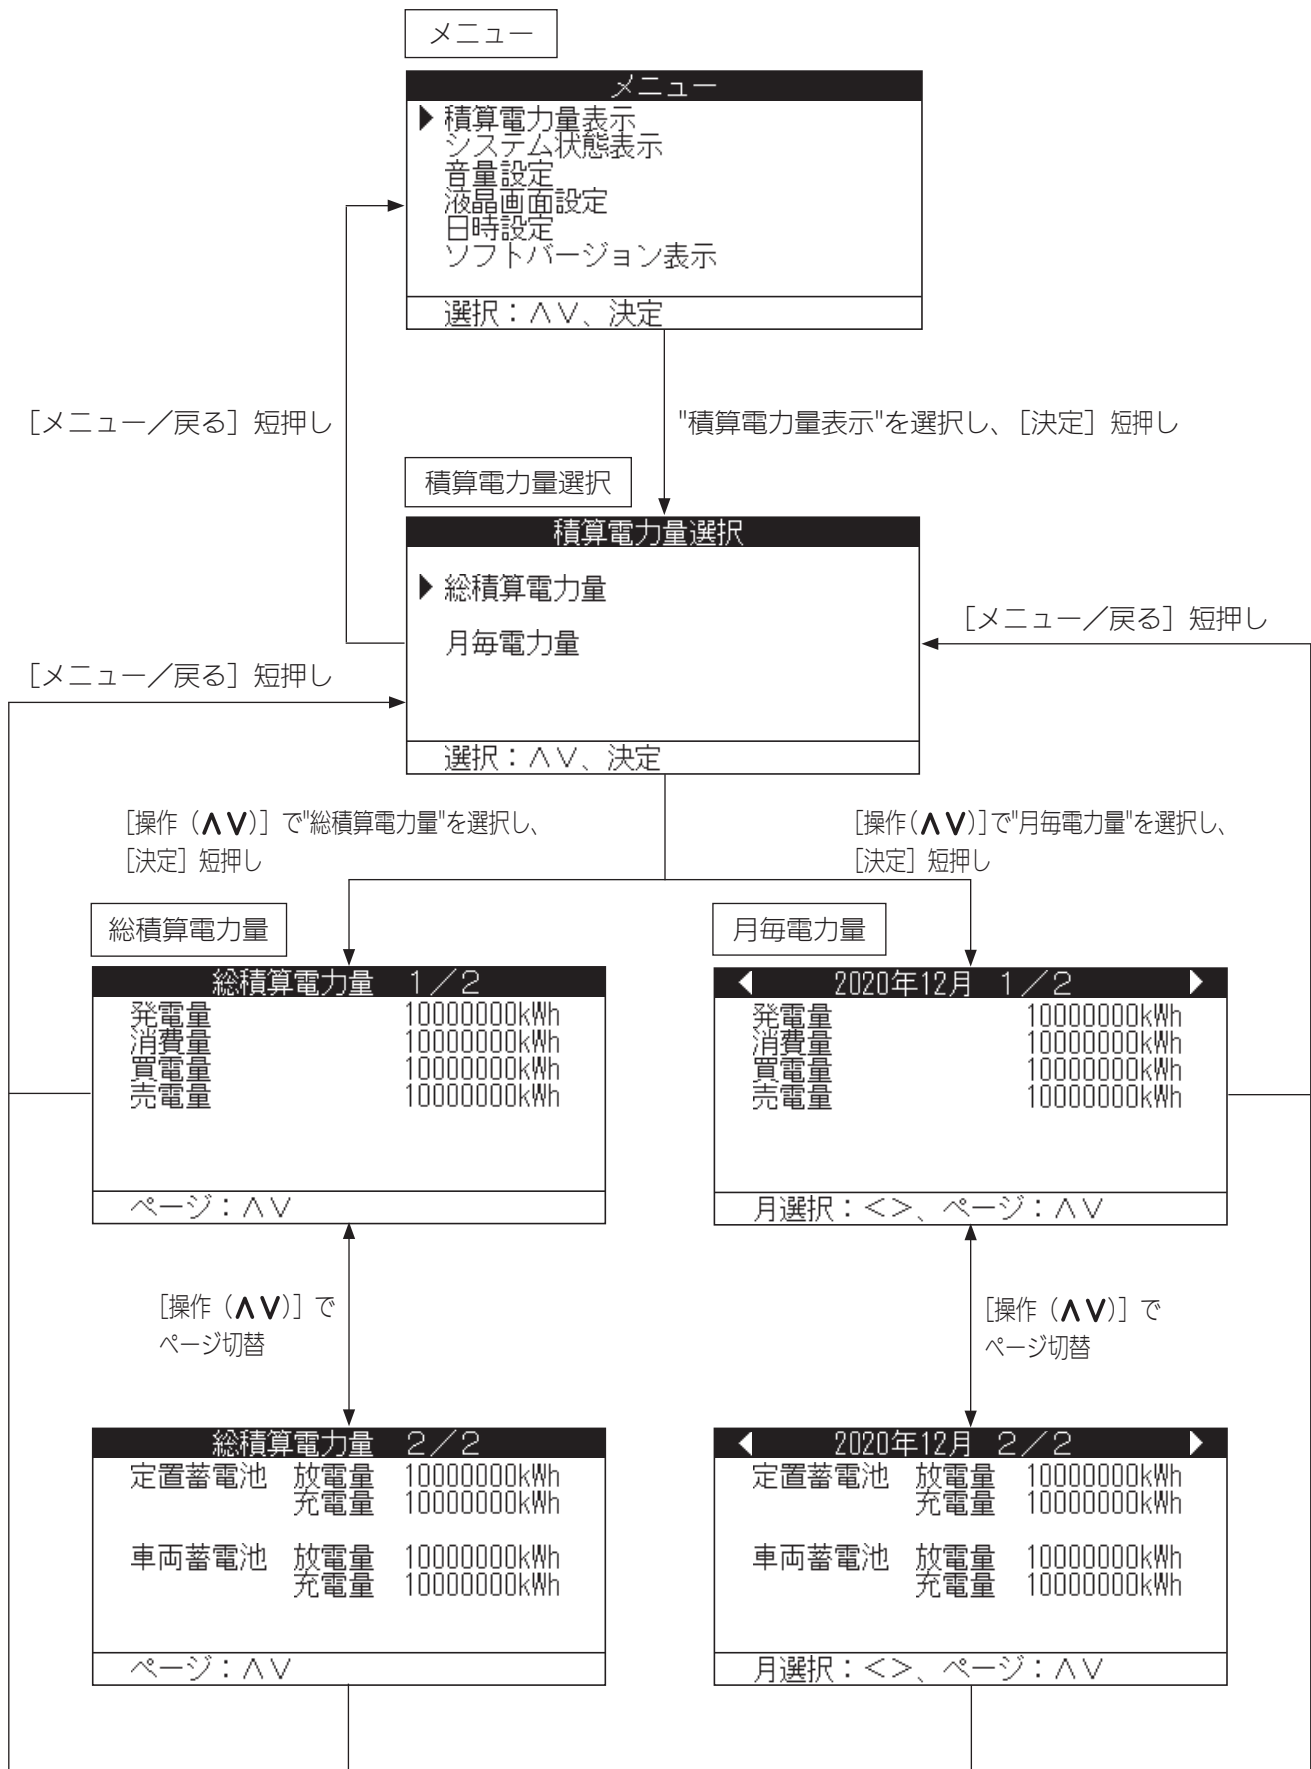 メニュー
メニュー
▶ 積算電力量表示
システム状態表示
音量設定
液晶画面設定
日時設定
ソフトバージョン表示
選択：∧∨、決定
［メニュー／戻る］短押し
"積算電力量表示"を選択し、［決定］短押し
積算電力量選択
積算電力量選択
▶ 総積算電力量
月毎電力量
選択：∧∨、決定
［メニュー／戻る］短押し
［メニュー／戻る］短押し
［操作（∧∨）］で"総積算電力量"を選択し、
［決定］短押し
［操作（∧∨）］で"月毎電力量"を選択し、
［決定］短押し
総積算電力量
総積算電力量 1／2
発電量 10000000kWh
消費量 10000000kWh
買電量 10000000kWh
売電量 10000000kWh
ページ：∧∨
月毎電力量
◀ 2020年12月 1／2 ▶
発電量 10000000kWh
消費量 10000000kWh
買電量 10000000kWh
売電量 10000000kWh
月選択：＜＞、ページ：∧∨
［操作（∧∨）］で
ページ切替
［操作（∧∨）］で
ページ切替
総積算電力量 2／2
定置蓄電池 放電量 10000000kWh
充電量 10000000kWh
車両蓄電池 放電量 10000000kWh
充電量 10000000kWh
ページ：∧∨
◀ 2020年12月 2／2 ▶
定置蓄電池 放電量 10000000kWh
充電量 10000000kWh
車両蓄電池 放電量 10000000kWh
充電量 10000000kWh
月選択：＜＞、ページ：∧∨